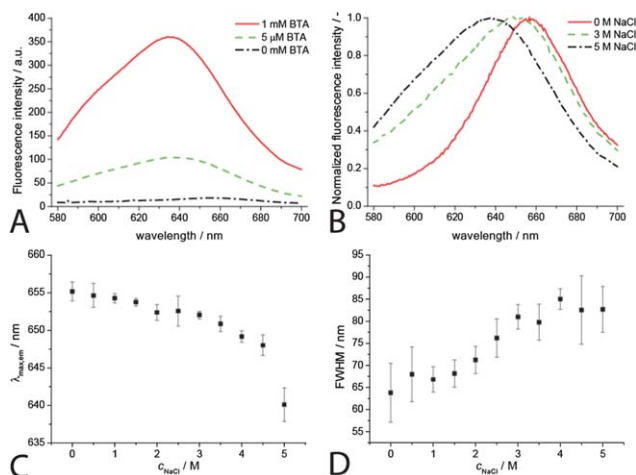 400
350
300
250
200
150
100
50
0
Fluorescence intensity / a.u.
1 mM BTA
5 µM BTA
0 mM BTA
580 600 620 640 660 680 700
wavelength / nm
A
1.0
0.8
0.6
0.4
0.2
0.0
Normalized fluorescence intensity / -
0 M NaCl
3 M NaCl
5 M NaCl
580 600 620 640 660 680 700
wavelength / nm
B
660
655
650
645
640
635
λmax,em / nm
0 1 2 3 4 5
cNaCl / M
C
95
90
85
80
75
70
65
60
55
FWHM / nm
0 1 2 3 4 5
cNaCl / M
D